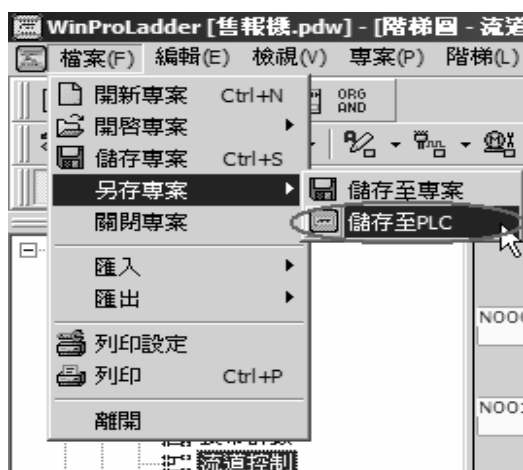 WinProLadder [售報機.pdw] - [階梯圖 - 流道
檔案(F) 編輯(E) 檢視(V) 專案(P) 階梯(L)
ORG
AND
開新專案 Ctrl+N
開啓專案
儲存專案 Ctrl+S
另存專案
儲存至專案
關閉專案
儲存至PLC
匯入
匯出
N000
列印設定
列印 Ctrl+P
N001
離開
流道控制